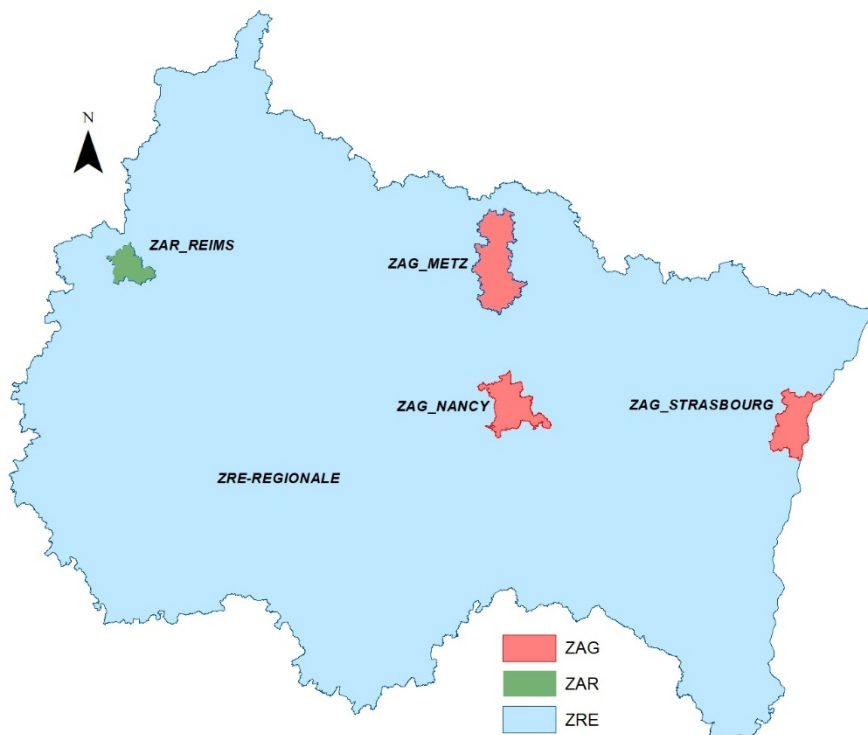 N
ZAR_REIMS
ZAG_METZ
ZAG_NANCY
ZAG_STRASBOURG
ZRE-REGIONALE
ZAG
ZAR
ZRE